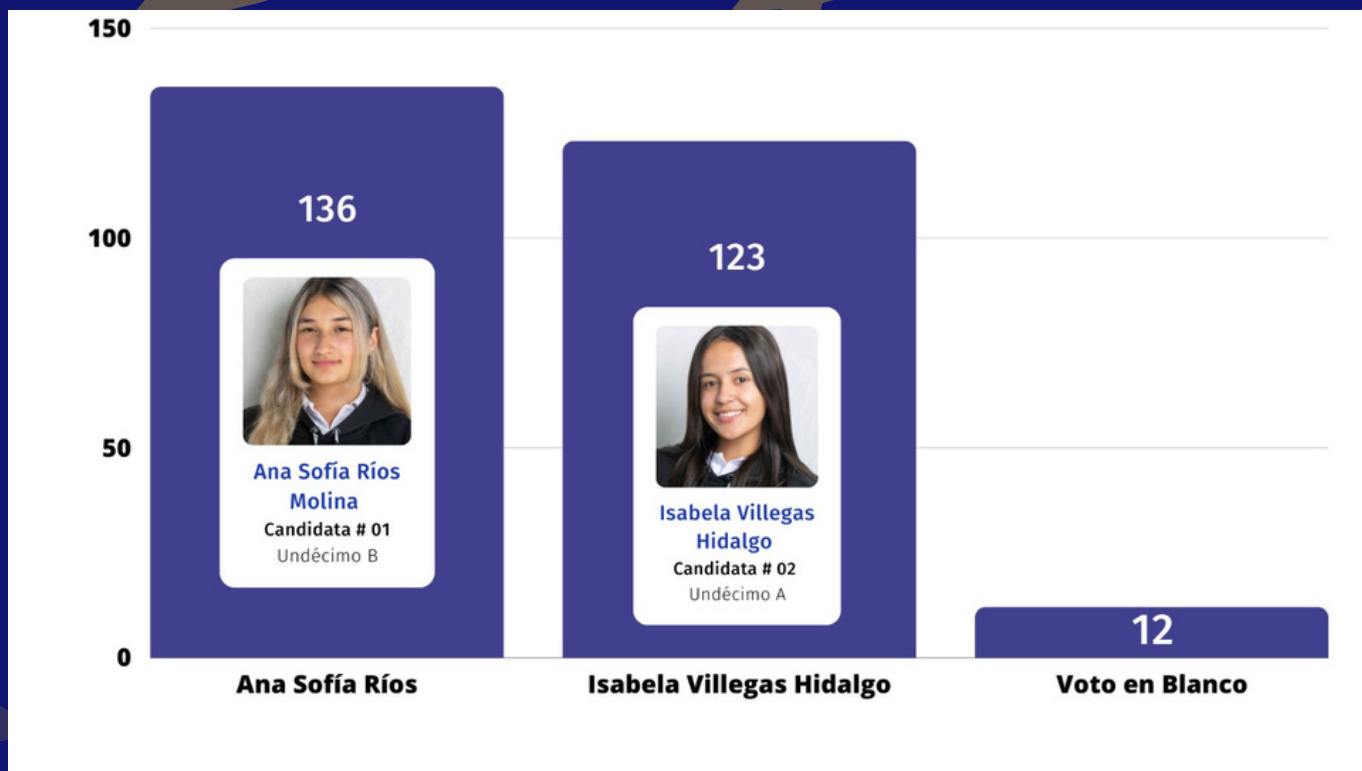 150
100
50
0
136
Ana Sofía Ríos
Molina
Candidata # 01
Undécimo B
123
Isabela Villegas
Hidalgo
Candidata # 02
Undécimo A
12
Ana Sofía Ríos
Isabela Villegas Hidalgo
Voto en Blanco